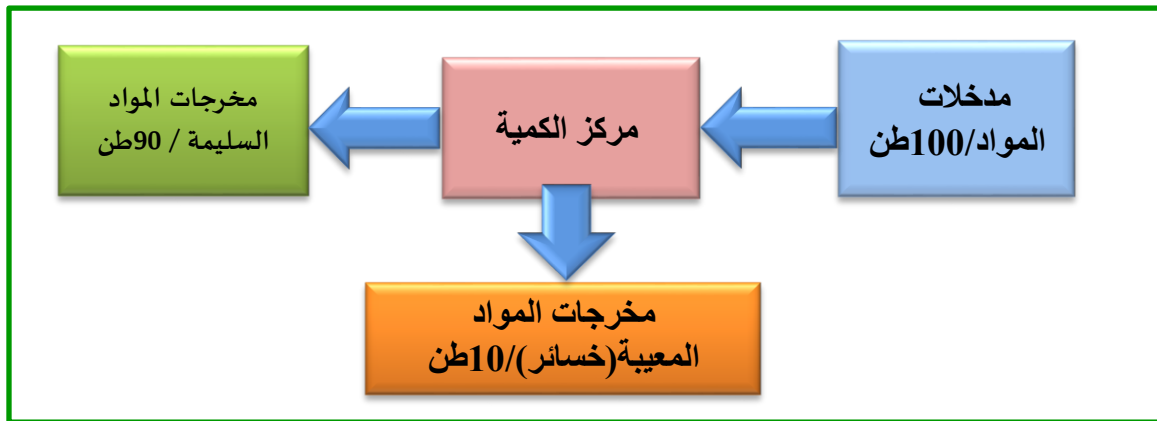 مدخلات
المواد/100طن
مركز الكمية
مخرجات المواد
السليمة / 90طن
مخرجات المواد
المعيبة(خسائر)/10طن